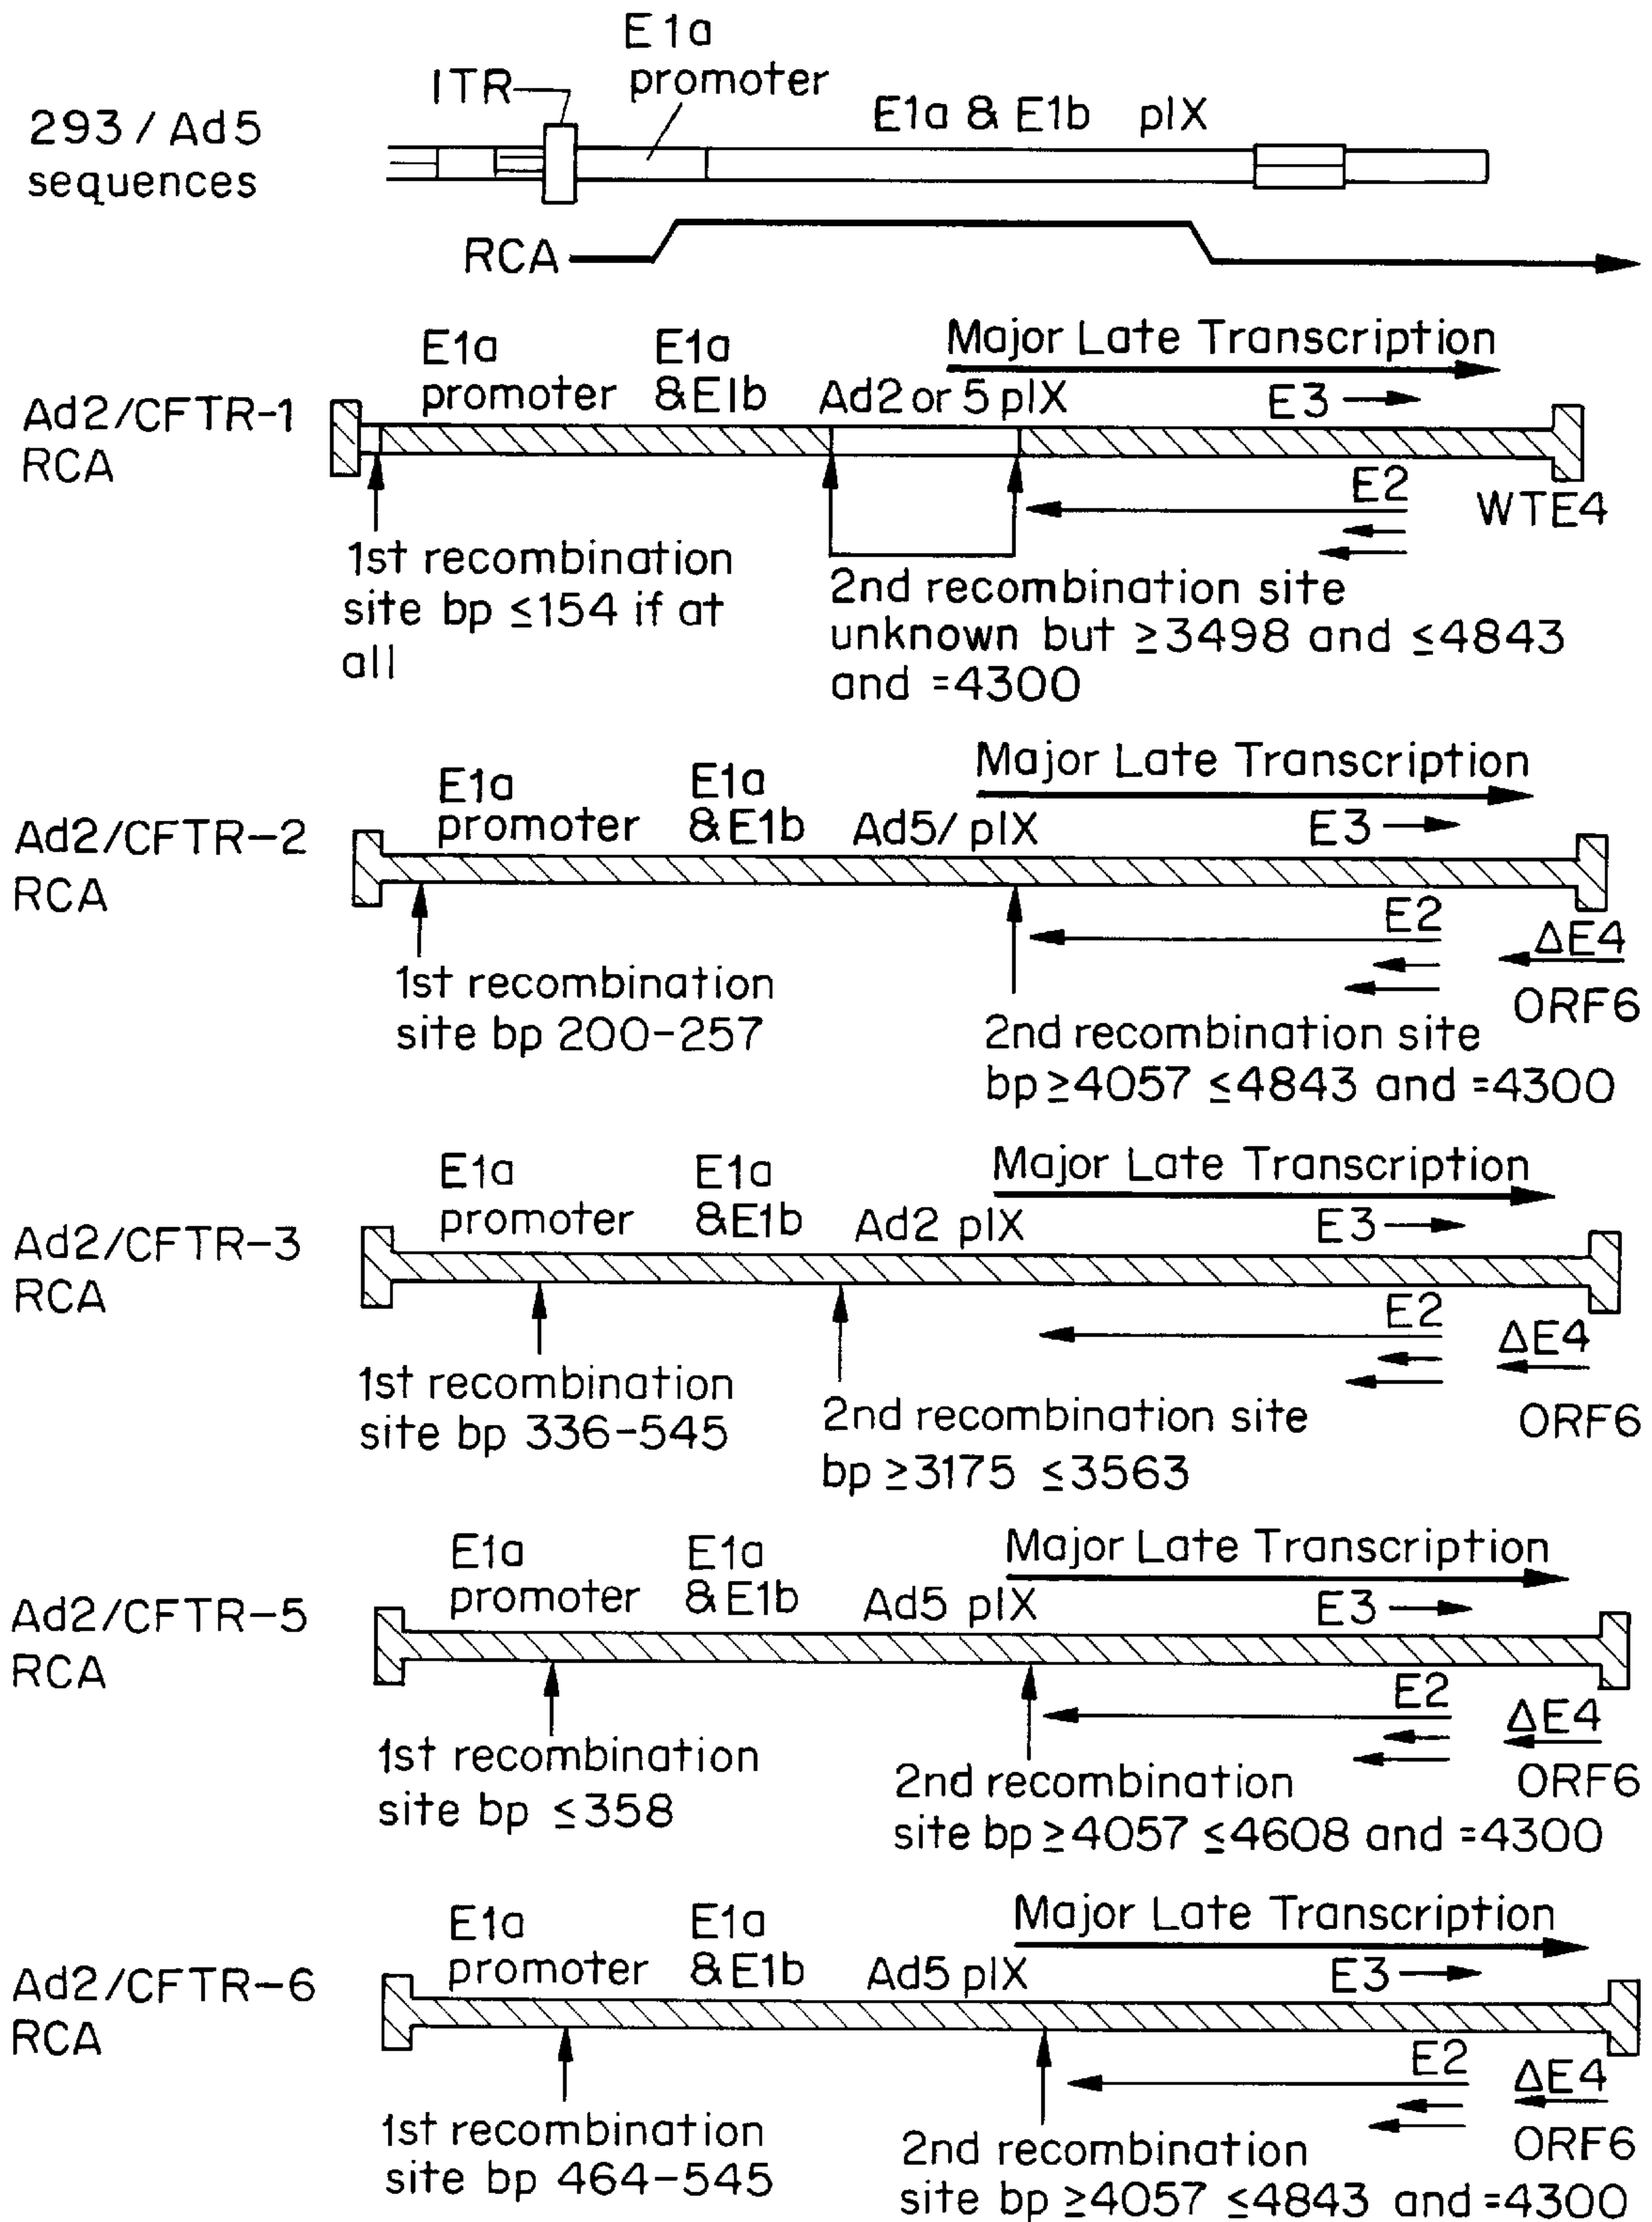 E1a
promoter
ITR
E1a & E1b pIX
293 / Ad5
sequences
RCA
Major Late Transcription
E1a
promoter
E1a
&E1b
Ad2 or 5 pIX
E3
Ad2/CFTR-1
RCA
E2
WTE4
1st recombination
site bp ≤154 if at
all
2nd recombination site
unknown but ≥3498 and ≤4843
and =4300
Major Late Transcription
E1a
promoter
E1a
&E1b
Ad5/ pIX
E3
Ad2/CFTR-2
RCA
E2
ΔE4
ORF6
1st recombination
site bp 200-257
2nd recombination site
bp ≥4057 ≤4843 and =4300
Major Late Transcription
E1a
promoter
E1a
&E1b
Ad2 pIX
E3
Ad2/CFTR-3
RCA
E2
ΔE4
ORF6
1st recombination
site bp 336-545
2nd recombination site
bp ≥3175 ≤3563
Major Late Transcription
E1a
promoter
E1a
&E1b
Ad5 pIX
E3
Ad2/CFTR-5
RCA
E2
ΔE4
ORF6
1st recombination
site bp ≤358
2nd recombination
site bp ≥4057 ≤4608 and =4300
Major Late Transcription
E1a
promoter
E1a
&E1b
Ad5 pIX
E3
Ad2/CFTR-6
RCA
E2
ΔE4
ORF6
1st recombination
site bp 464-545
2nd recombination
site bp ≥4057 ≤4843 and =4300